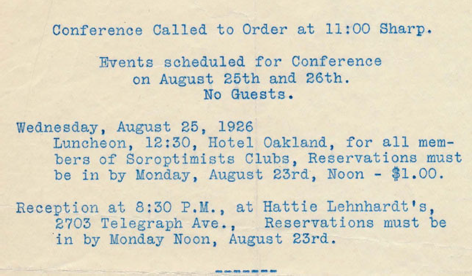 Conference Called to Order at 11:00 Sharp.
Events scheduled for Conference
on August 25th and 26th.
No Guests.
Wednesday, August 25, 1926
Luncheon, 12:30, Hotel Oakland, for all mem-
bers of Soroptimists Clubs, Reservations must
be in by Monday, August 23rd, Noon - $1.00.
Reception at 8:30 P.M., at Hattie Lehnhardt's,
2703 Telegraph Ave., Reservations must be
in by Monday Noon, August 23rd.
-------